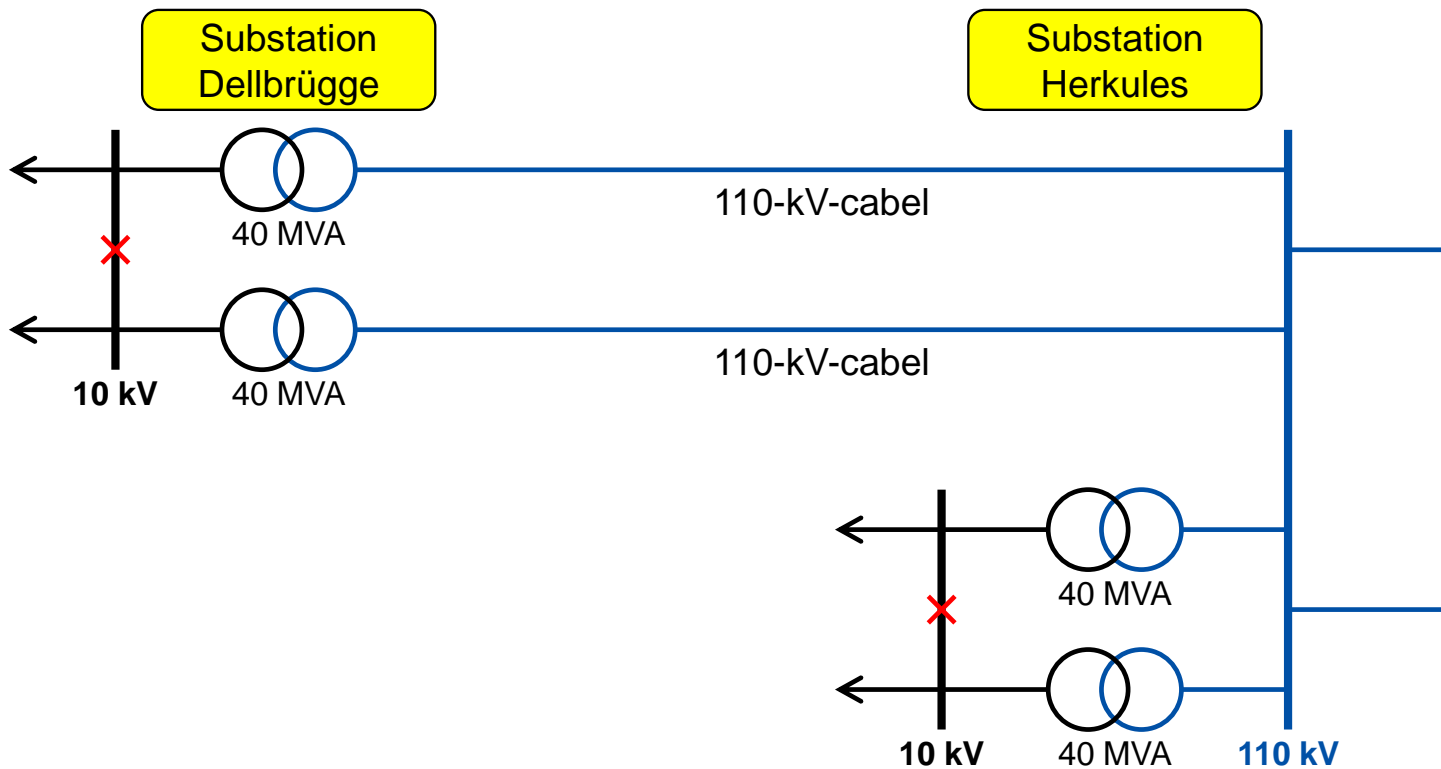 Substation
Dellbrügge
Substation
Herkules
110-kV-cabel
40 MVA
110-kV-cabel
10 kV
40 MVA
40 MVA
10 kV
40 MVA
110 kV